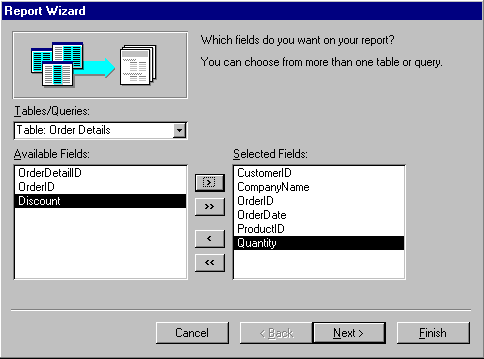 Report Wizard
Which fields do you want on your report?
You can choose from more than one table or query.
Tables/Queries:
Table: Order Details
Available Fields:
OrderDetailID
OrderID
Discount
>
>>
<
<<
Selected Fields:
CustomerID
CompanyName
OrderID
OrderDate
ProductID
Quantity
Cancel
< Back
Next >
Finish